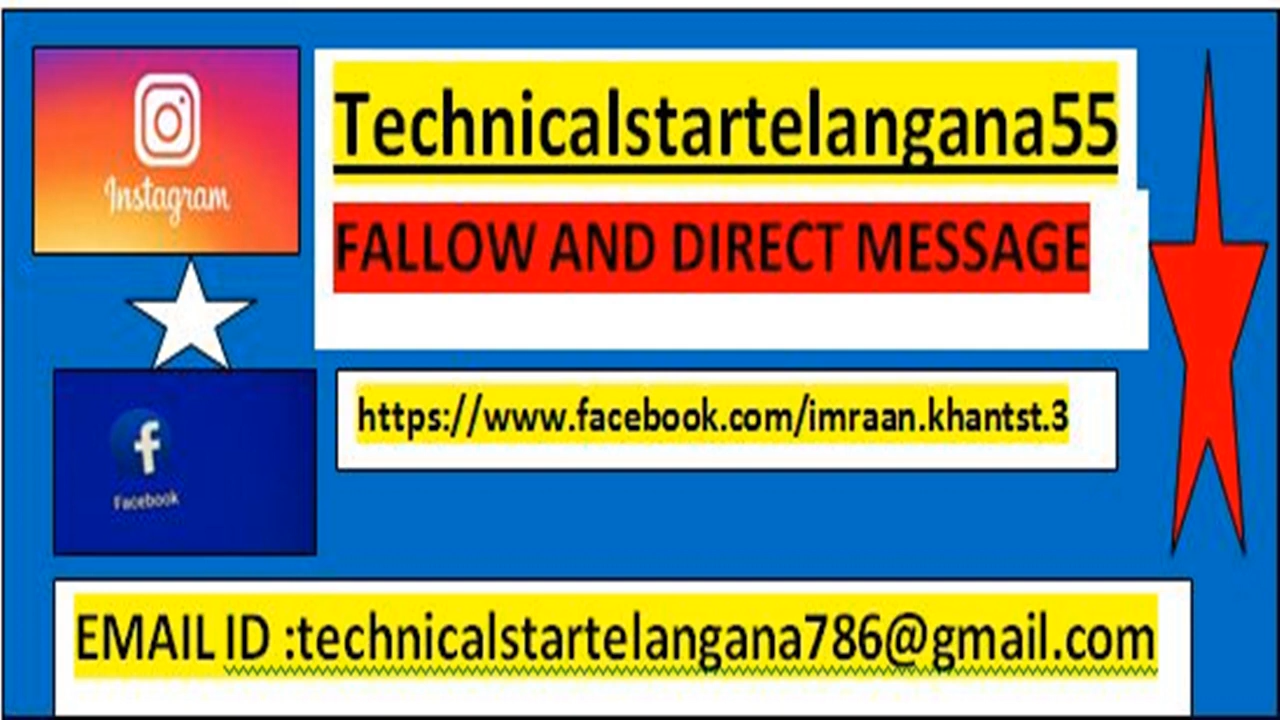 Instagram
Technicalstartelangana55
FALLOW AND DIRECT MESSAGE
f
Facebook
https://www.facebook.com/imraan.khantst.3
EMAIL ID :technicalstartelangana786@gmail.com